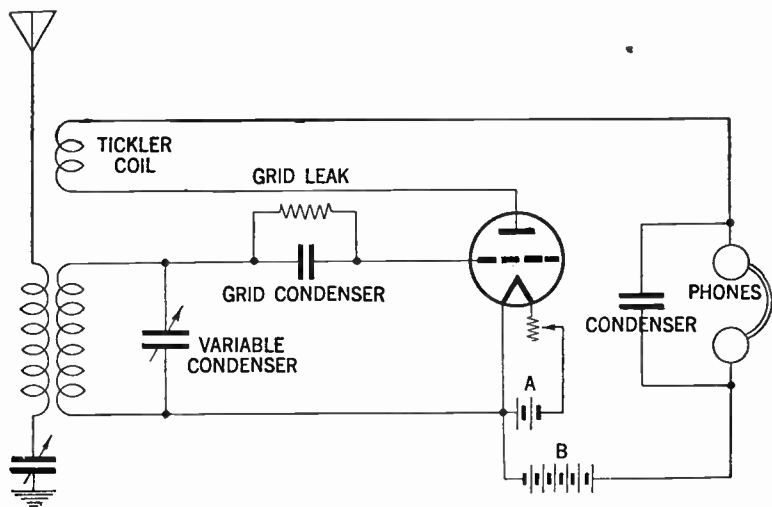 TICKLER
COIL
GRID LEAK
GRID CONDENSER
VARIABLE
CONDENSER
CONDENSER
PHONES
A
B